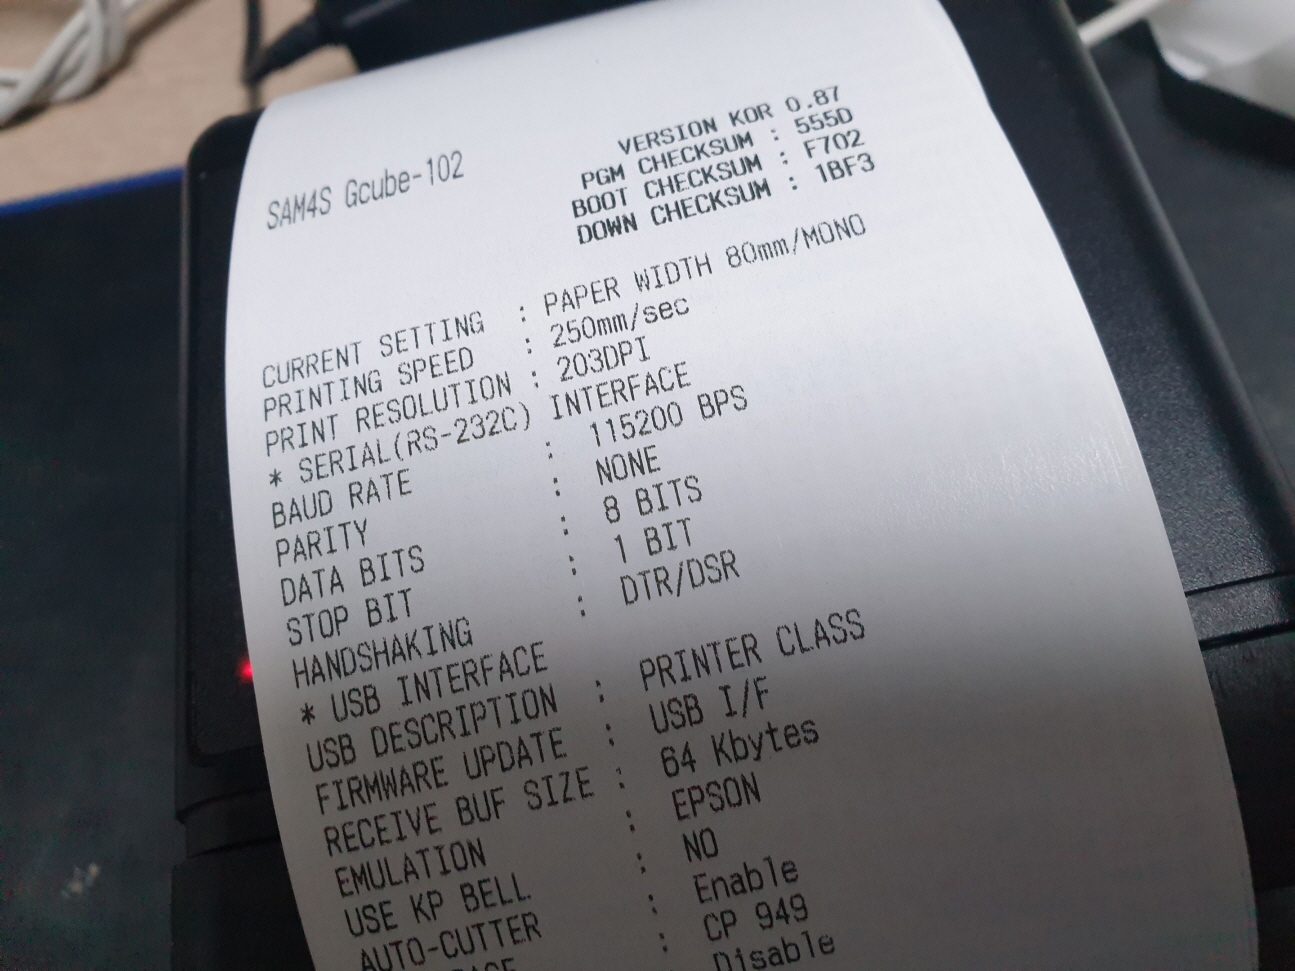 SAM4S Gcube-102
VERSION KOR 0.87
PGM CHECKSUM : 555D
BOOT CHECKSUM : F702
DOWN CHECKSUM : 1BF3
CURRENT SETTING : PAPER WIDTH 80mm/MONO
PRINTING SPEED : 250mm/sec
PRINT RESOLUTION : 203DPI
* SERIAL(RS-232C) INTERFACE
BAUD RATE : 115200 BPS
PARITY : NONE
DATA BITS : 8 BITS
STOP BIT : 1 BIT
HANDSHAKING : DTR/DSR
* USB INTERFACE
USB DESCRIPTION : PRINTER CLASS
FIRMWARE UPDATE : USB I/F
RECEIVE BUF SIZE : 64 Kbytes
EMULATION : EPSON
USE KP BELL : NO
AUTO-CUTTER : Enable
: CP 949
Disable